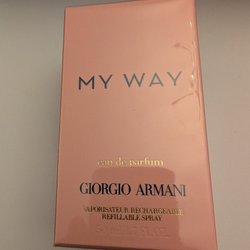 MY WAY
eau de parfum
GIORGIO ARMANI
VAPORISATEUR RECHARGEABLE
REFILLABLE SPRAY